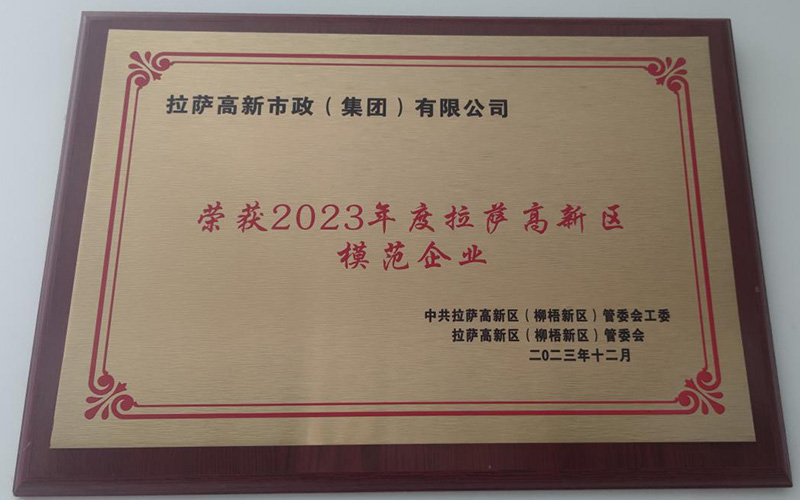 拉萨高新市政（集团）有限公司
荣获2023年度拉萨高新区
模范企业
中共拉萨高新区（柳梧新区）管委会工委
拉萨高新区（柳梧新区）管委会
二〇二三年十二月